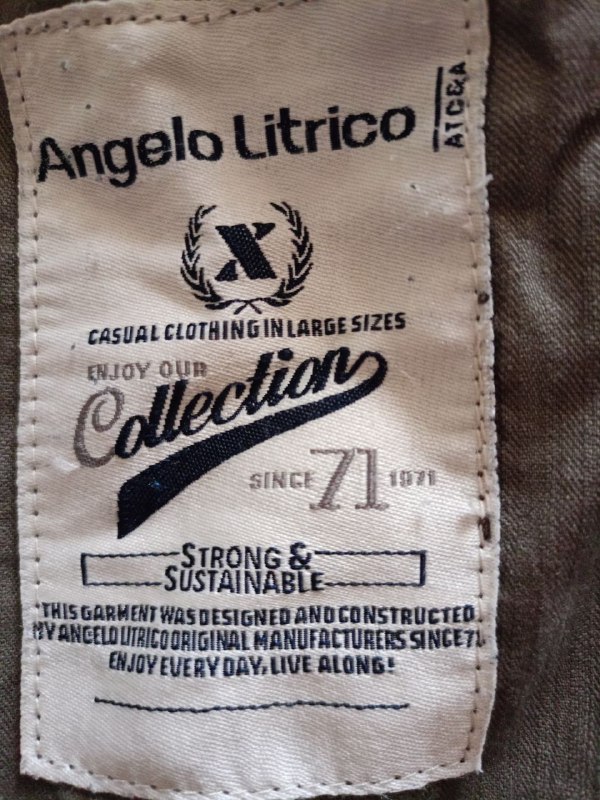 Angelo Litrico
AT C&A
X
CASUAL CLOTHING IN LARGE SIZES
ENJOY OUR
Collection
SINCE 71 1971
STRONG &
SUSTAINABLE
THIS GARMENT WAS DESIGNED AND CONSTRUCTED
BY ANGELO LITRICO ORIGINAL MANUFACTURERS SINCE 71
ENJOY EVERY DAY, LIVE ALONG!